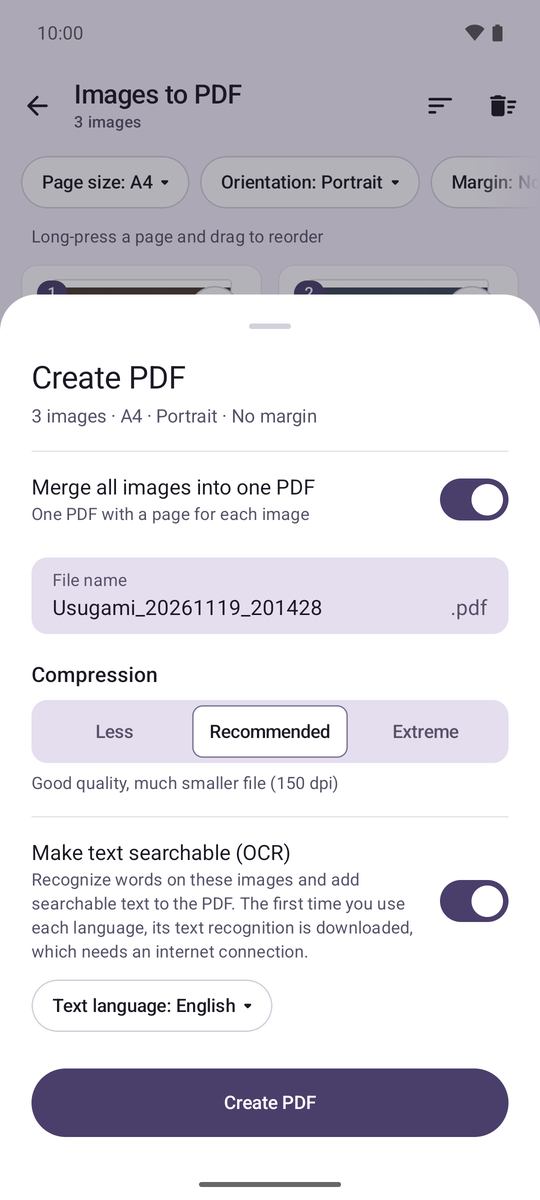 10:00
Images to PDF
3 images
Page size: A4
Orientation: Portrait
Margin: No
Long-press a page and drag to reorder
1
2
Create PDF
3 images · A4 · Portrait · No margin
Merge all images into one PDF
One PDF with a page for each image
File name
Usugami_20261119_201428
.pdf
Compression
Less
Recommended
Extreme
Good quality, much smaller file (150 dpi)
Make text searchable (OCR)
Recognize words on these images and add
searchable text to the PDF. The first time you use
each language, its text recognition is downloaded,
which needs an internet connection.
Text language: English
Create PDF